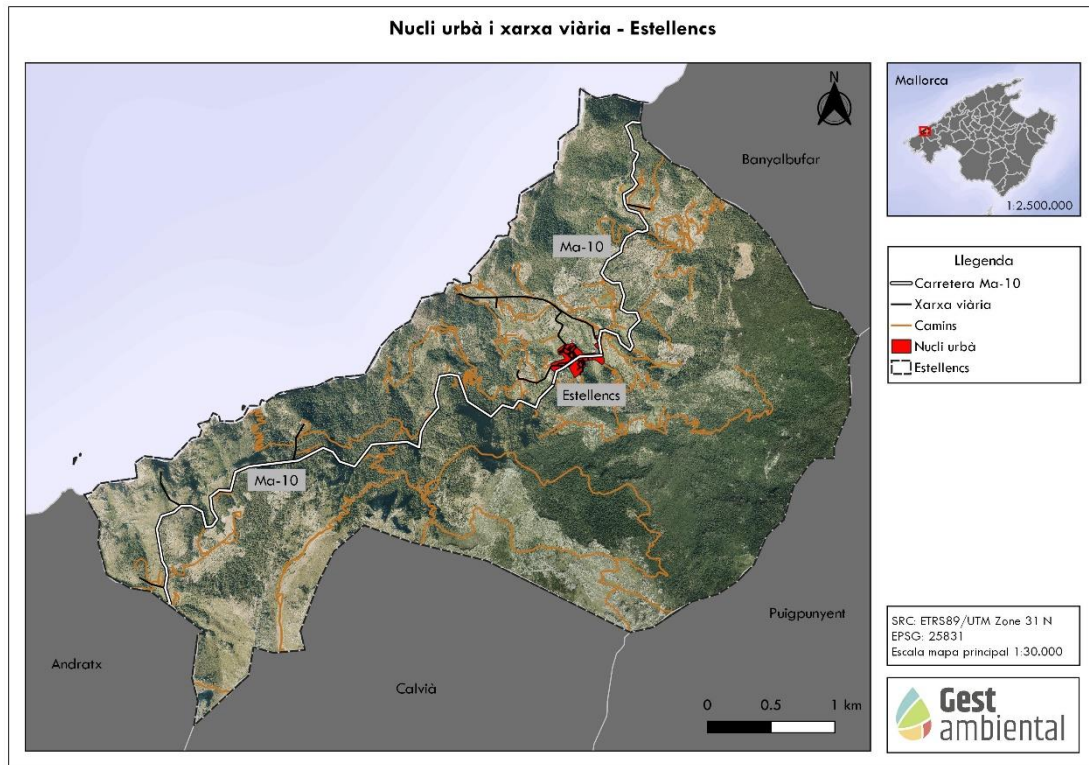 Nucli urbà i xarxa viària - Estellencs
N
Banyalbufar
Ma-10
Estellencs
Ma-10
Puigpunyent
Andratx
Calvià
0 0.5 1 km
Mallorca
1:2.500.000
Llegenda
Carretera Ma-10
Xarxa viària
Camins
Nucli urbà
Estellencs
SRC: ETRS89/UTM Zone 31 N
EPSG: 25831
Escala mapa principal 1:30.000
Gest
ambiental